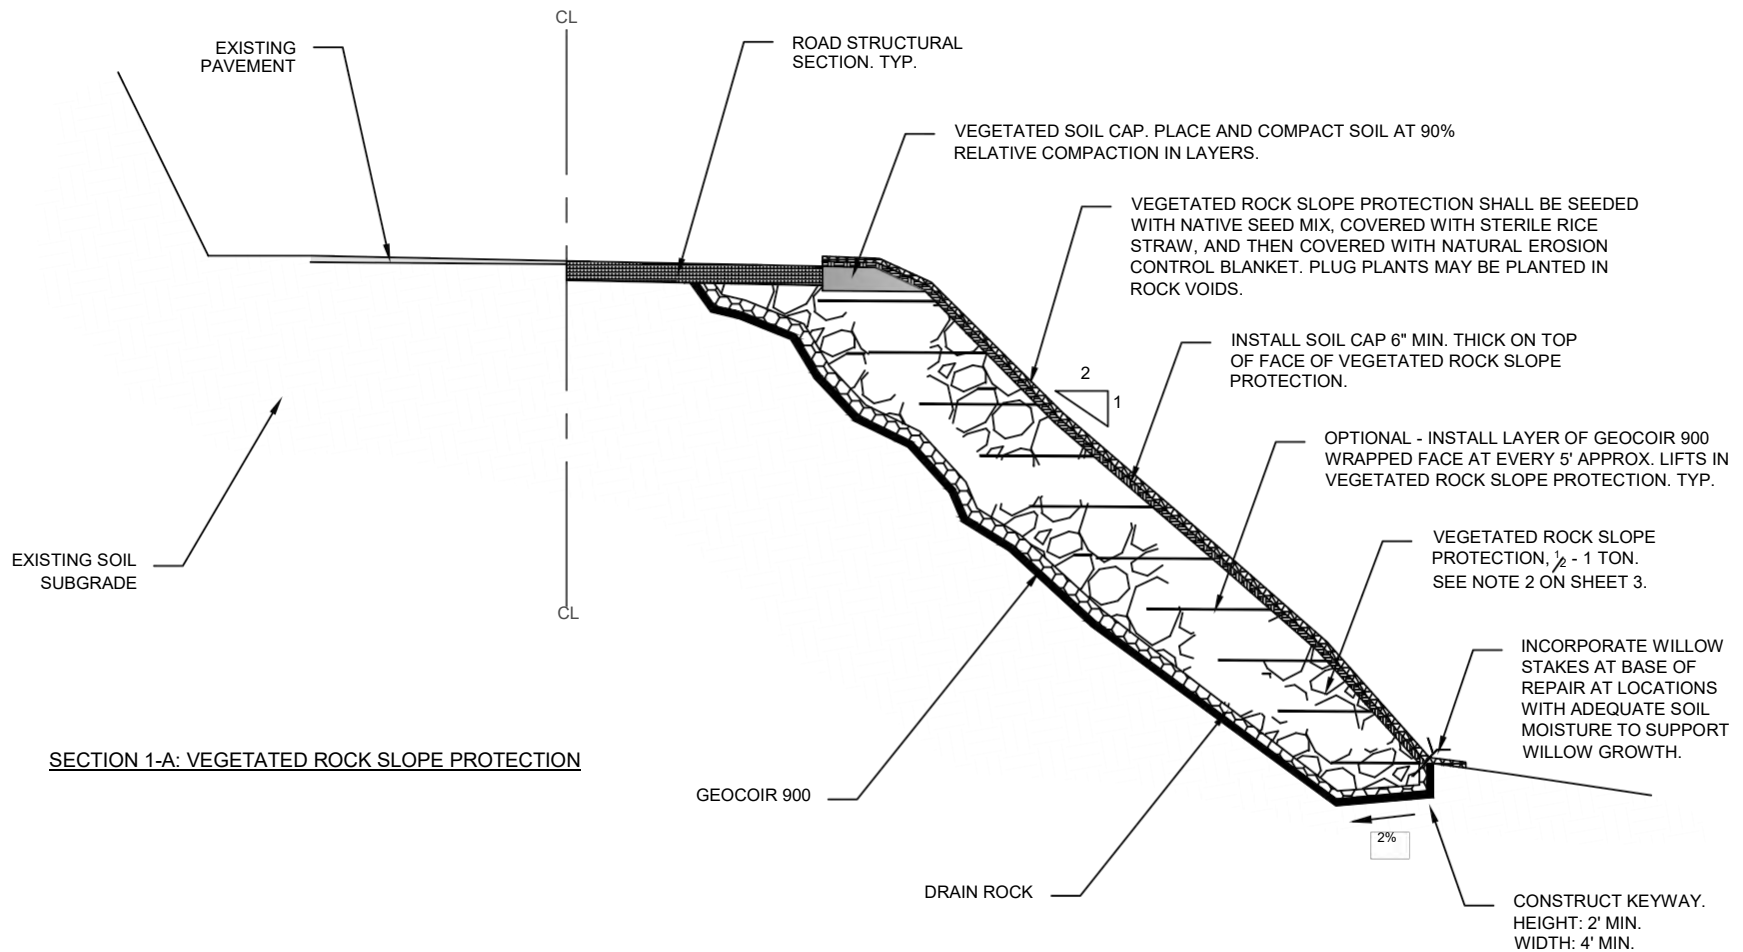 CL
EXISTING
PAVEMENT
ROAD STRUCTURAL
SECTION. TYP.
VEGETATED SOIL CAP. PLACE AND COMPACT SOIL AT 90%
RELATIVE COMPACTION IN LAYERS.
VEGETATED ROCK SLOPE PROTECTION SHALL BE SEEDED
WITH NATIVE SEED MIX, COVERED WITH STERILE RICE
STRAW, AND THEN COVERED WITH NATURAL EROSION
CONTROL BLANKET. PLUG PLANTS MAY BE PLANTED IN
ROCK VOIDS.
INSTALL SOIL CAP 6" MIN. THICK ON TOP
OF FACE OF VEGETATED ROCK SLOPE
PROTECTION.
2
1
OPTIONAL - INSTALL LAYER OF GEOCOIR 900
WRAPPED FACE AT EVERY 5' APPROX. LIFTS IN
VEGETATED ROCK SLOPE PROTECTION. TYP.
VEGETATED ROCK SLOPE
PROTECTION, 1/2 - 1 TON.
SEE NOTE 2 ON SHEET 3.
EXISTING SOIL
SUBGRADE
CL
INCORPORATE WILLOW
STAKES AT BASE OF
REPAIR AT LOCATIONS
WITH ADEQUATE SOIL
MOISTURE TO SUPPORT
WILLOW GROWTH.
SECTION 1-A: VEGETATED ROCK SLOPE PROTECTION
GEOCOIR 900
2%
DRAIN ROCK
CONSTRUCT KEYWAY.
HEIGHT: 2' MIN.
WIDTH: 4' MIN.